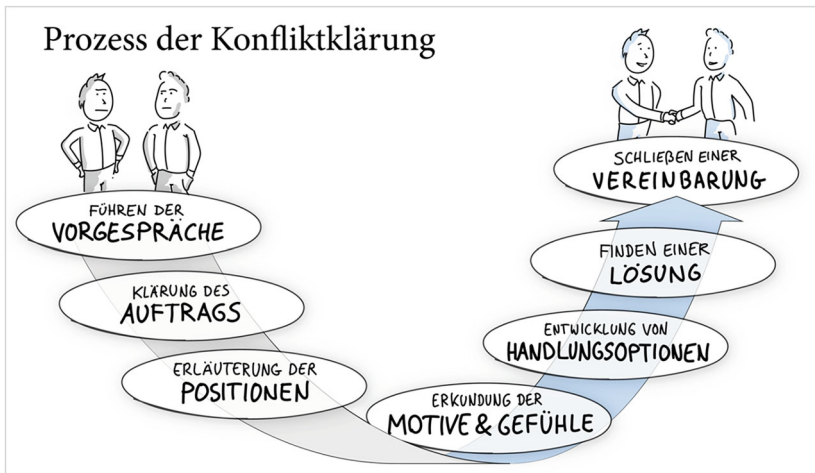 Prozess der Konfliktklärung
FÜHREN DER
VORGESPRÄCHE
KLÄRUNG DES
AUFTRAGS
ERLÄUTERUNG DER
POSITIONEN
ERKUNDUNG DER
MOTIVE & GEFÜHLE
ENTWICKLUNG VON
HANDLUNGSOPTIONEN
FINDEN EINER
LÖSUNG
SCHLIEßEN EINER
VEREINBARUNG